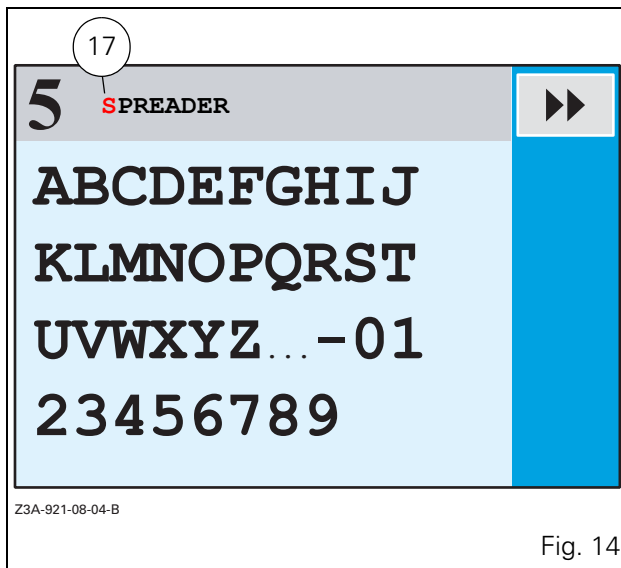 17
5 SPREADER
ABCDEFGHIJ
KLMNOPQRST
UVWXYZ...-01
23456789
Z3A-921-08-04-B
Fig. 14